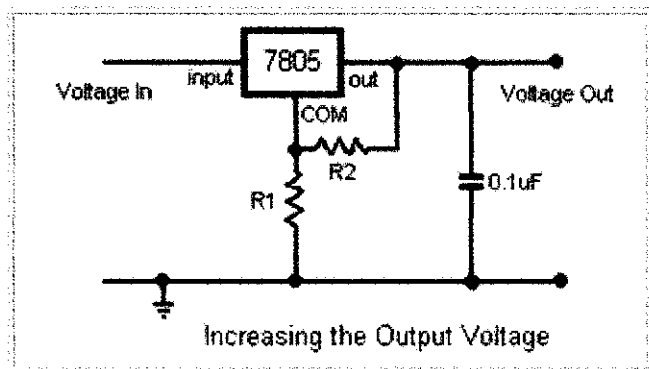 7805
input
out
Voltage In
Voltage Out
COM
R2
R1
0.1uF
Increasing the Output Voltage